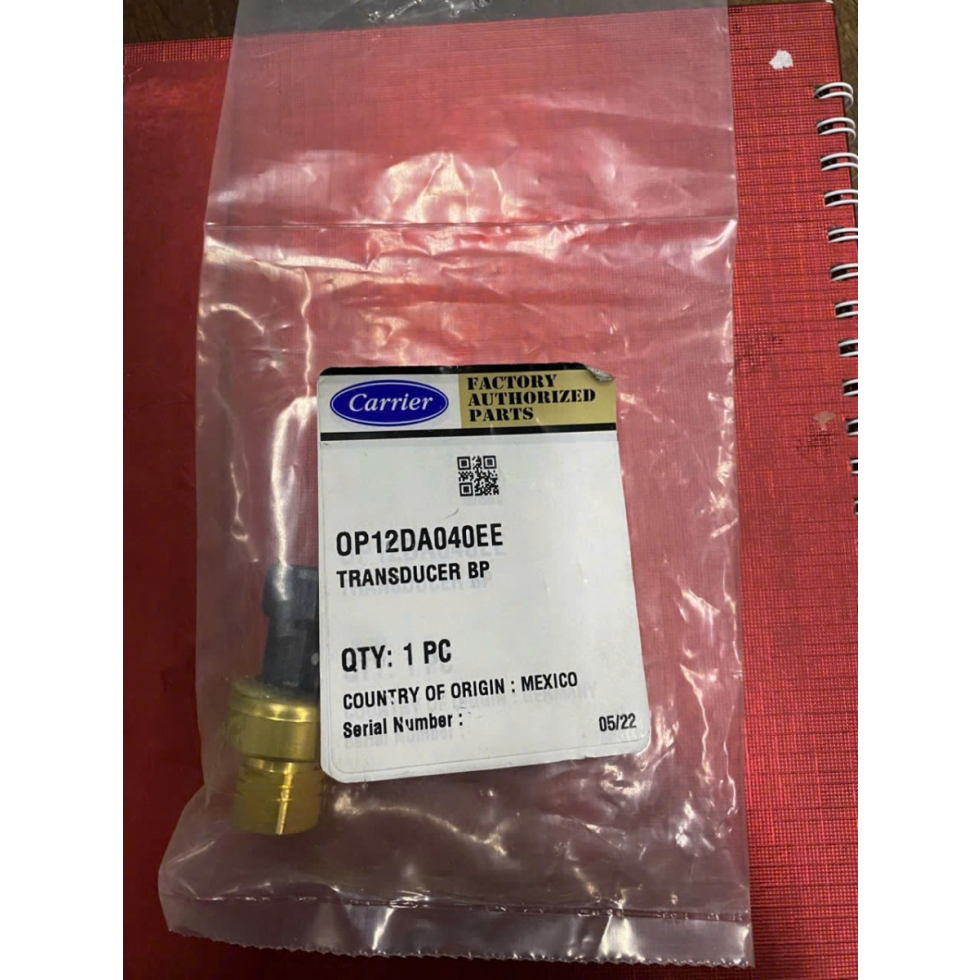 Carrier
FACTORY
AUTHORIZED
PARTS
OP12DA040EE
TRANSDUCER BP
QTY: 1 PC
COUNTRY OF ORIGIN : MEXICO
Serial Number :
05/22